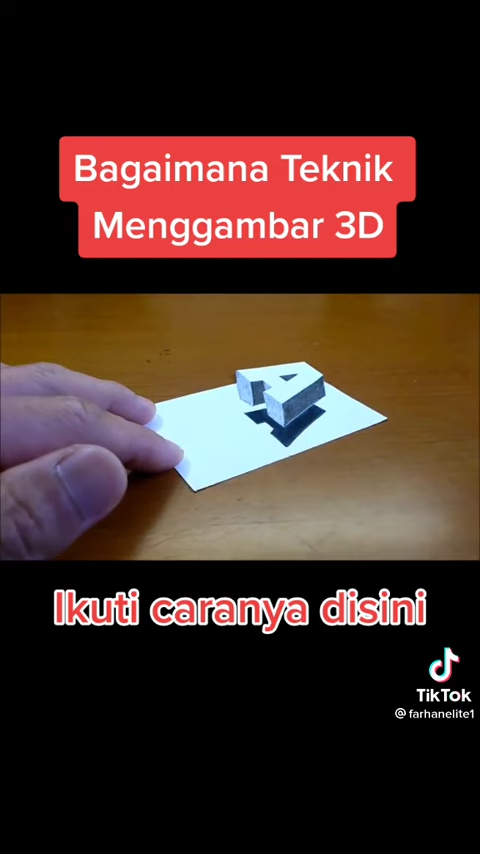 Bagaimana Teknik
Menggambar 3D
A
Ikuti caranya disini
TikTok
@farhanelite1